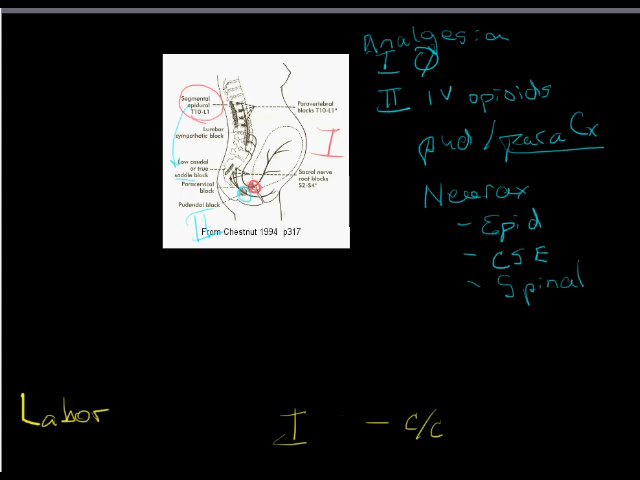 Analgesia
I Ø
II IV opioids
pud / para Cx
Neurax
- Epid
- CSE
- Spinal
Segmental
epidural
T10-L1
Paravertebral
blocks T10-L1*
Lumbar
sympathetic block
I
Low caudal
or true
saddle block
Sacral nerve
root blocks
S2-S4*
Paracervical
block
Pudendal block
II
From Chestnut 1994 p317
Labor I - c/c